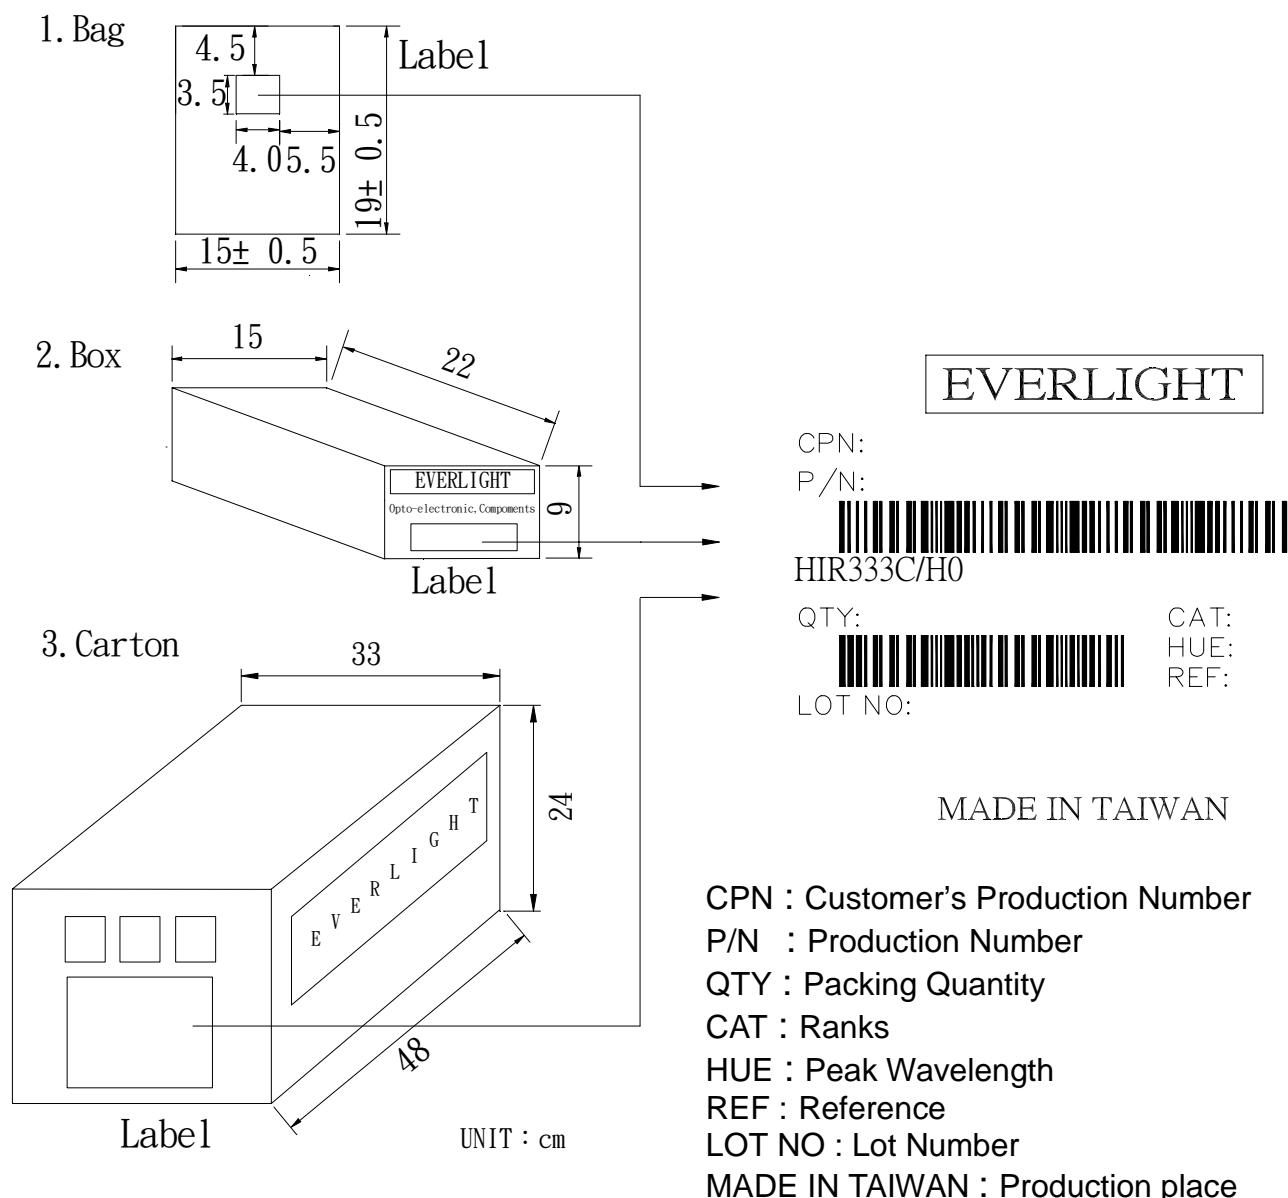 1. Bag
4.5
Label
3.5
4.0
5.5
19± 0.5
15± 0.5
2. Box
15
22
EVERLIGHT
Opto-electronic, Compoments
9
Label
3. Carton
33
24
EVERLIGHT
48
Label
UNIT：cm
EVERLIGHT
CPN:
P/N:
HIR333C/H0
QTY:
CAT:
HUE:
REF:
LOT NO:
MADE IN TAIWAN
CPN：Customer's Production Number
P/N ：Production Number
QTY：Packing Quantity
CAT：Ranks
HUE：Peak Wavelength
REF : Reference
LOT NO : Lot Number
MADE IN TAIWAN：Production place